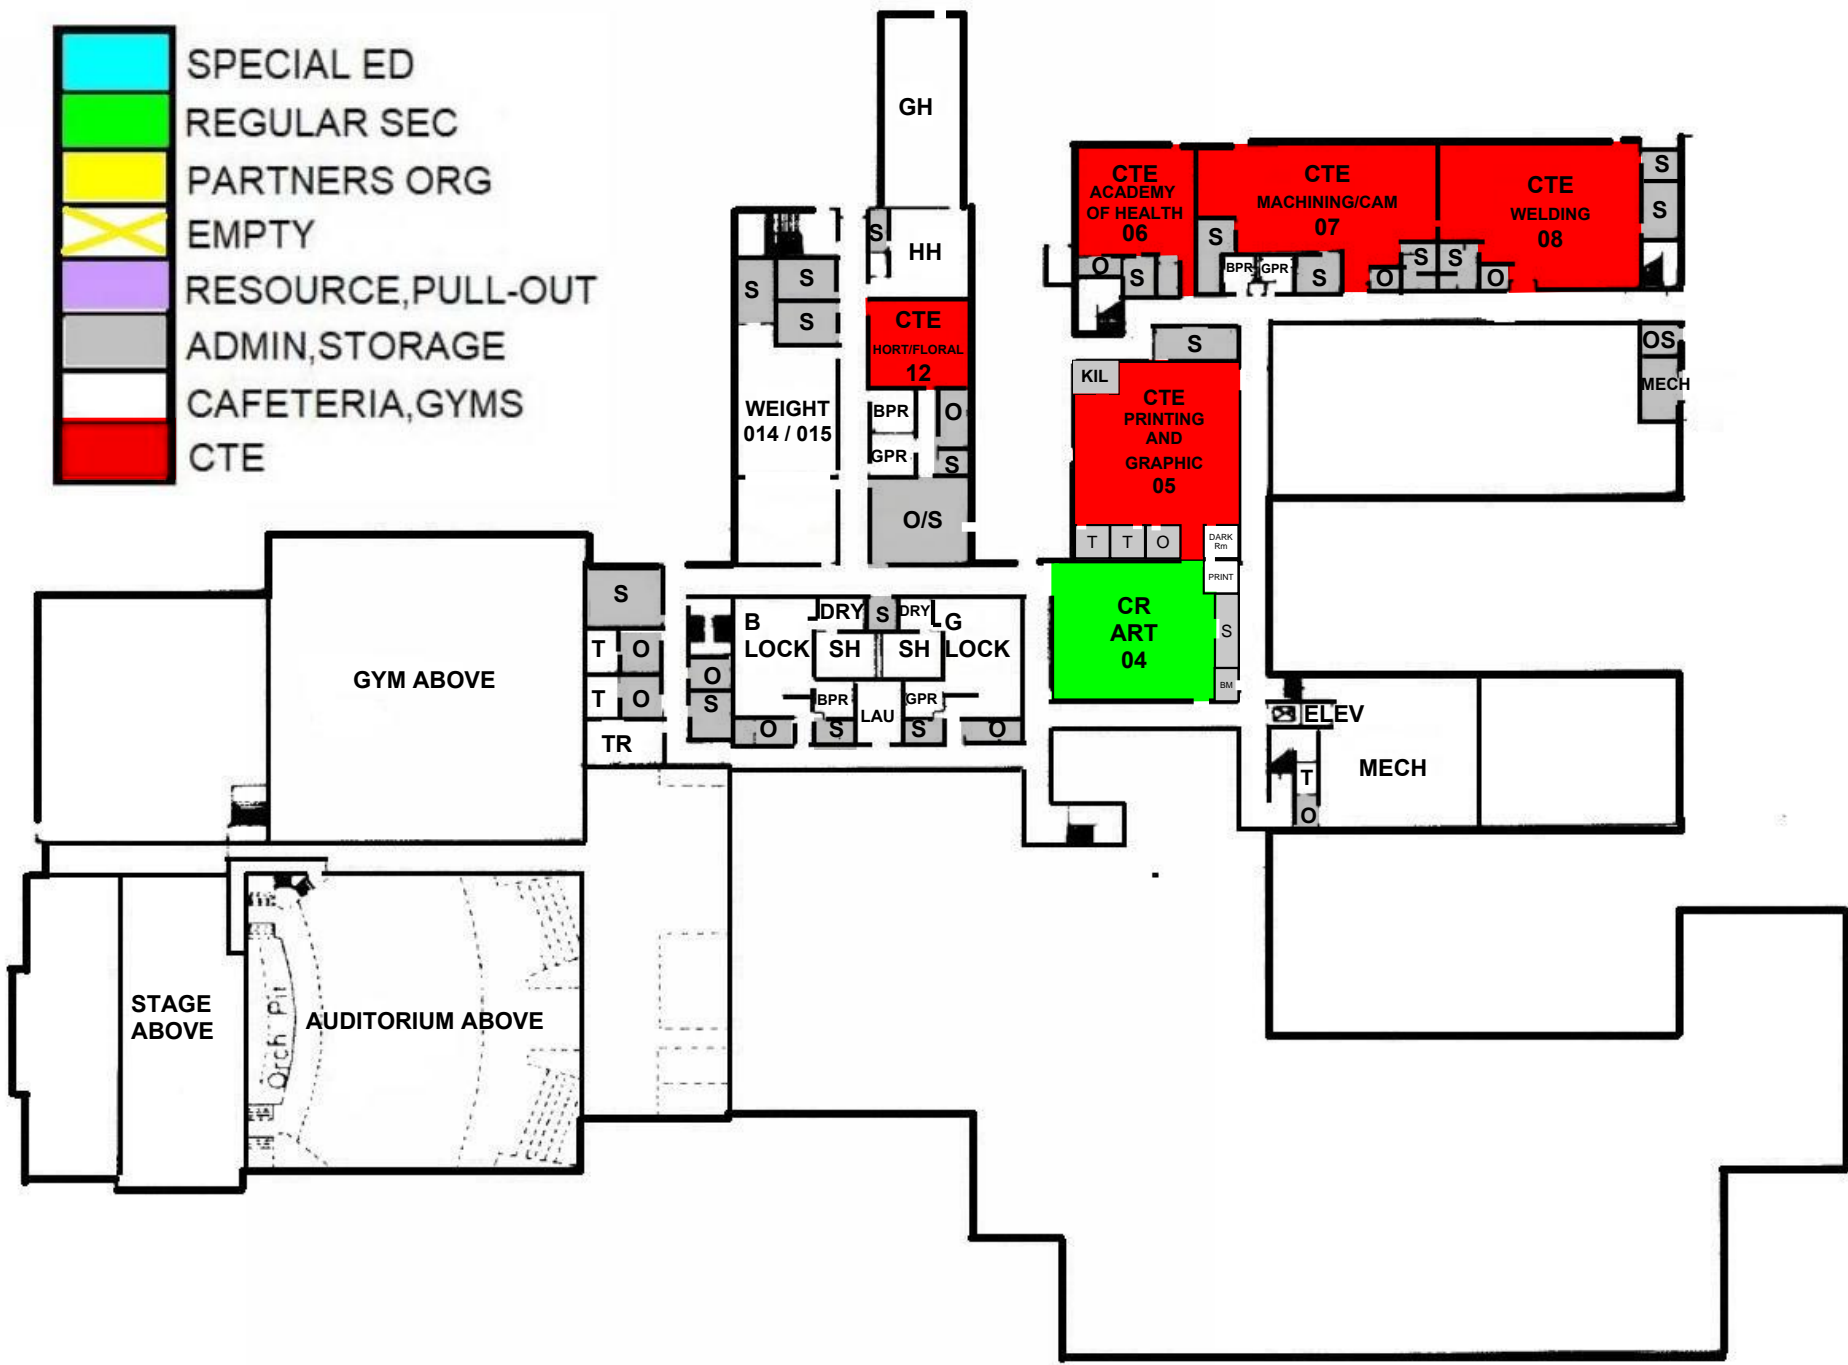 SPECIAL ED
REGULAR SEC
PARTNERS ORG
EMPTY
RESOURCE,PULL-OUT
ADMIN,STORAGE
CAFETERIA,GYMS
CTE
GH
S
HH
S
S
S
CTE
HORT/FLORAL
12
WEIGHT
014 / 015
BPR
O
GPR
S
O/S
CTE
ACADEMY
OF HEALTH
06
O
S
CTE
MACHINING/CAM
07
S
BPR
GPR
S
O
S
CTE
WELDING
08
S
O
S
S
OS
MECH
S
KIL
CTE
PRINTING
AND
GRAPHIC
05
T
T
O
DARK
Rm
PRINT
CR
ART
04
S
BM
GYM ABOVE
S
T
O
T
O
TR
O
S
B
LOCK
DRY
S
DRY
G
LOCK
SH
SH
BPR
LAU
GPR
O
S
S
O
ELEV
MECH
T
O
STAGE
ABOVE
Orch Pit
AUDITORIUM ABOVE